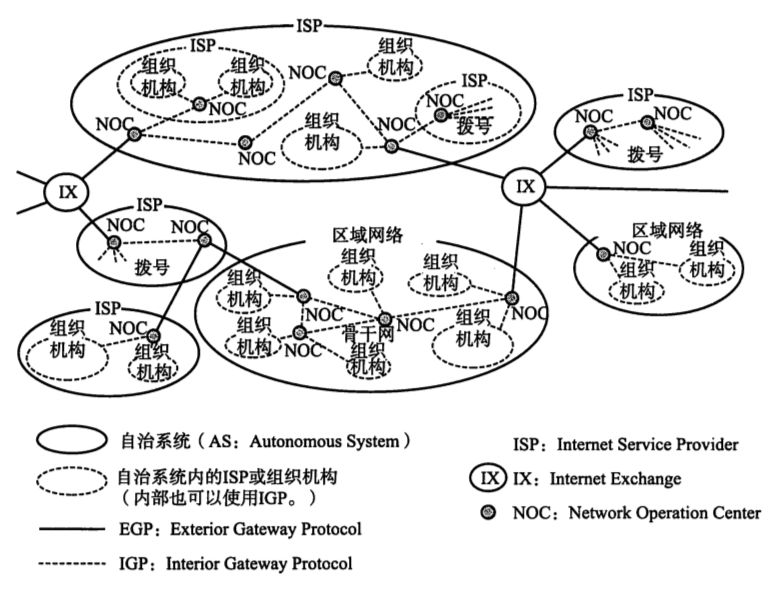 ISP
ISP
组织
机构
组织
机构
NOC
NOC
NOC
组织
机构
NOC
ISP
NOC
拨号
组织
机构
NOC
NOC
ISP
NOC
NOC
拨号
IX
IX
ISP
NOC
NOC
拨号
ISP
组织
机构
NOC
组织
机构
区域网络
组织
机构
组织
机构
组织
机构
NOC
组织
机构
NOC
骨干网
NOC
组织
机构
组织
机构
NOC
区域网络
NOC
组织
机构
组织
机构
自治系统（AS：Autonomous System）
自治系统内的ISP或组织机构
（内部也可以使用IGP。）
EGP：Exterior Gateway Protocol
IGP：Interior Gateway Protocol
ISP：Internet Service Provider
IX
IX：Internet Exchange
NOC：Network Operation Center